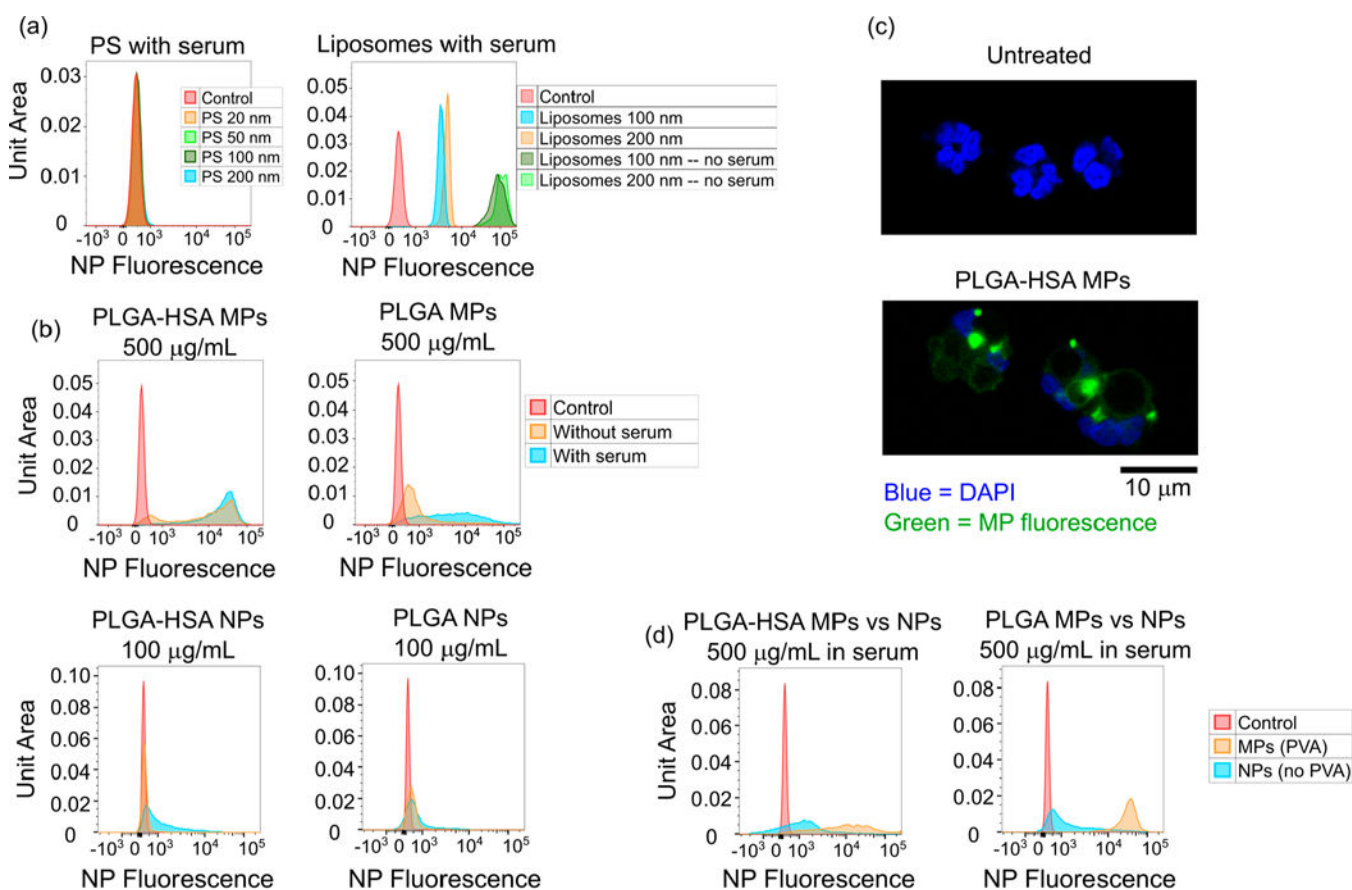 (a)
PS with serum
Unit Area
0.03
0.02
0.01
0
Control
PS 20 nm
PS 50 nm
PS 100 nm
PS 200 nm
-10³ 0 10³ 10⁴ 10⁵
NP Fluorescence
Liposomes with serum
0.05
0.04
0.03
0.02
0.01
0
Control
Liposomes 100 nm
Liposomes 200 nm
Liposomes 100 nm -- no serum
Liposomes 200 nm -- no serum
-10³ 0 10³ 10⁴ 10⁵
NP Fluorescence
(b)
PLGA-HSA MPs
500 µg/mL
Unit Area
0.05
0.04
0.03
0.02
0.01
0
-10³ 0 10³ 10⁴ 10⁵
NP Fluorescence
PLGA MPs
500 µg/mL
0.05
0.04
0.03
0.02
0.01
0
Control
Without serum
With serum
-10³ 0 10³ 10⁴ 10⁵
NP Fluorescence
PLGA-HSA NPs
100 µg/mL
Unit Area
0.10
0.08
0.06
0.04
0.02
0
-10³ 0 10³ 10⁴ 10⁵
NP Fluorescence
PLGA NPs
100 µg/mL
0.10
0.08
0.06
0.04
0.02
0
-10³ 0 10³ 10⁴ 10⁵
NP Fluorescence
(c)
Untreated
PLGA-HSA MPs
10 µm
Blue = DAPI
Green = MP fluorescence
(d)
PLGA-HSA MPs vs NPs
500 µg/mL in serum
Unit Area
0.08
0.06
0.04
0.02
0
-10³ 0 10³ 10⁴ 10⁵
NP Fluorescence
PLGA MPs vs NPs
500 µg/mL in serum
0.08
0.06
0.04
0.02
0
Control
MPs (PVA)
NPs (no PVA)
-10³ 0 10³ 10⁴ 10⁵
NP Fluorescence